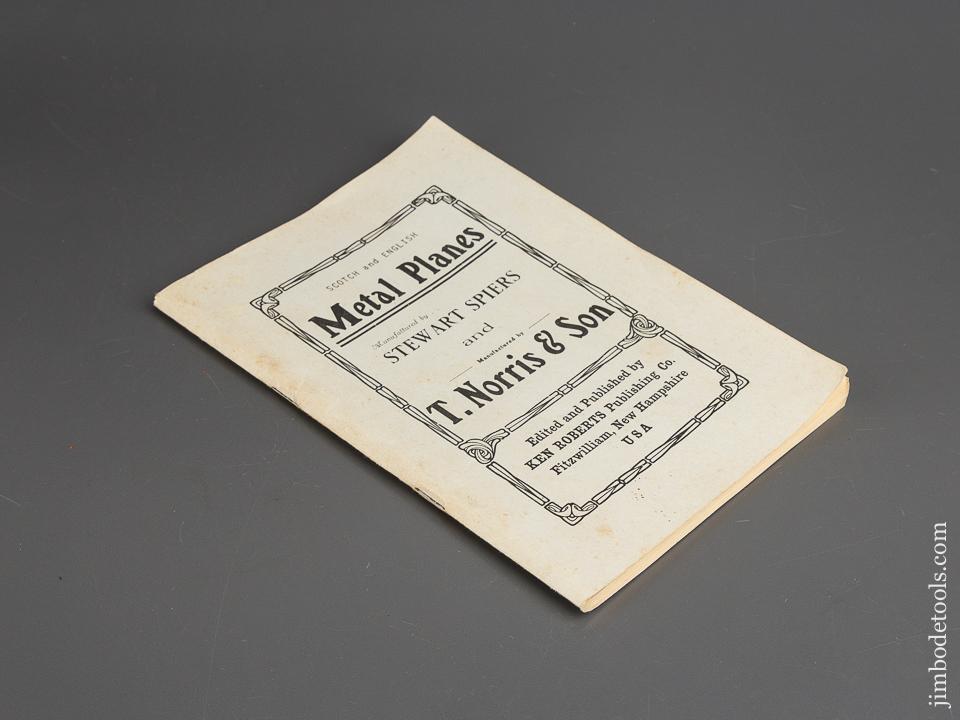 SCOTCH and ENGLISH
Metal Planes
Manufactured by
STEWART SPIERS
and
Manufactured by
T. Norris & Son
Edited and Published by
KEN ROBERTS Publishing Co.
Fitzwilliam, New Hampshire
USA
jimbodetools.com